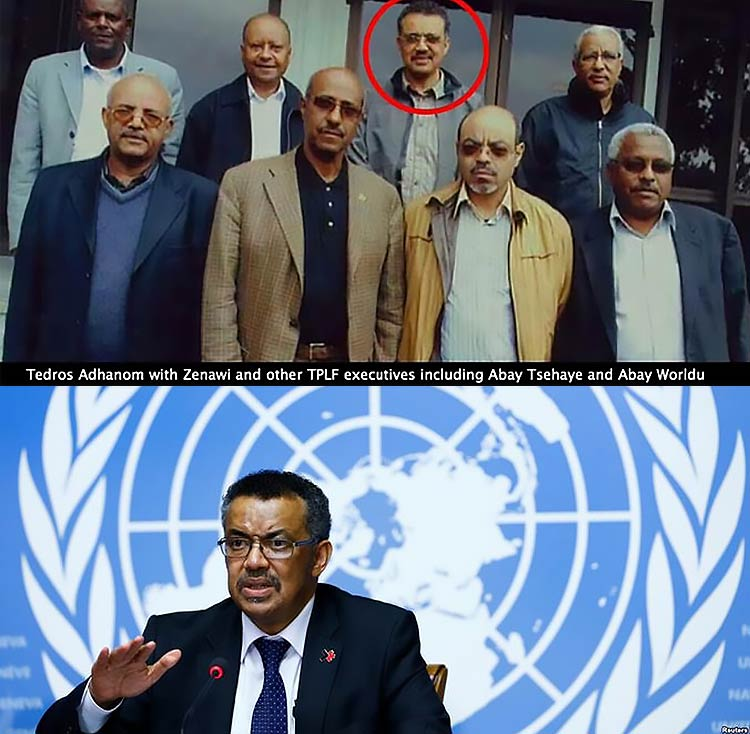 Tedros Adhanom with Zenawi and other TPLF executives including Abay Tsehaye and Abay Worldu
Reuters